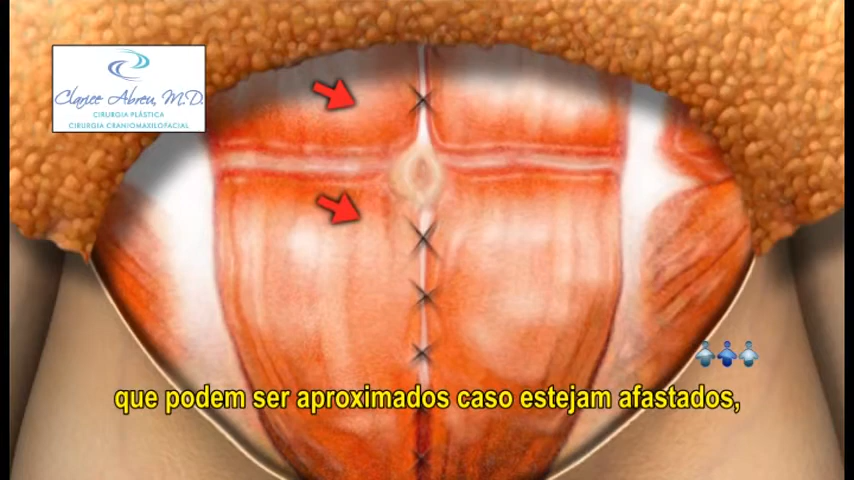 Clarice Abreu, M.D.
CIRURGIA PLÁSTICA
CIRURGIA CRANIOMAXILOFACIAL
que podem ser aproximados caso estejam afastados,